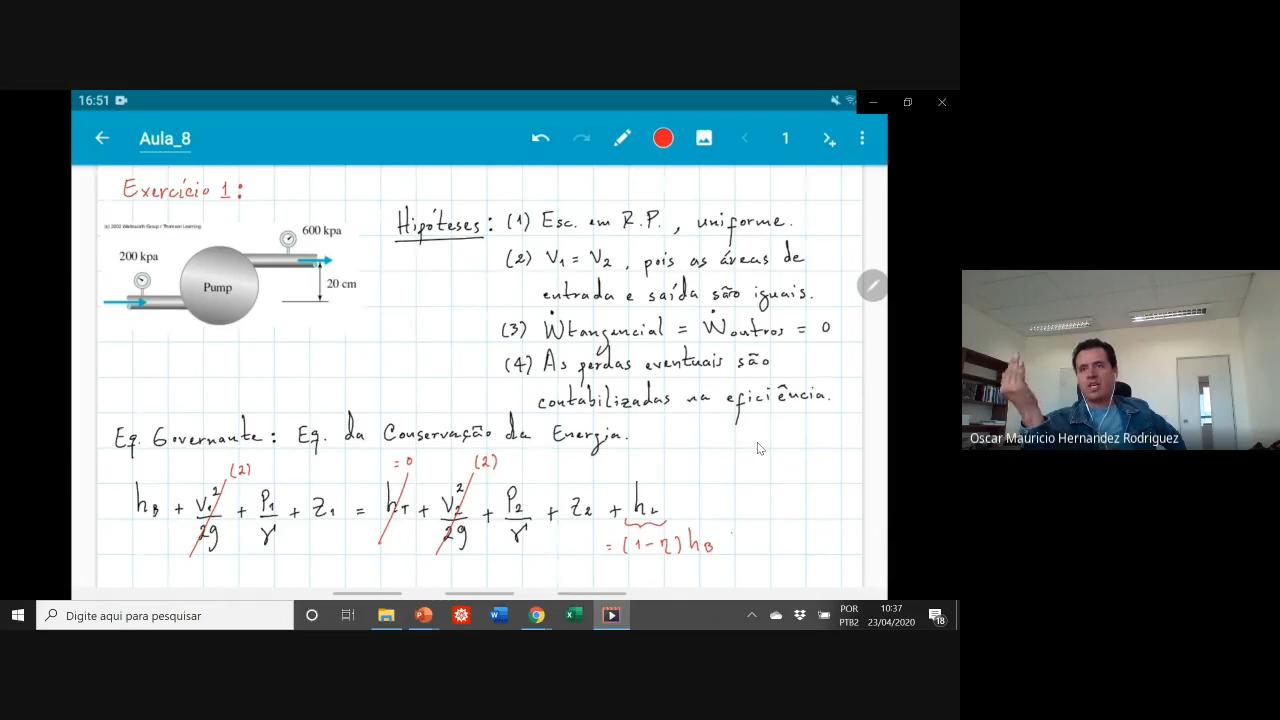 16:51
Aula_8
1
Exercício 1:
(c) 2002 Wadsworth Group / Thomson Learning
200 kpa
600 kpa
Pump
20 cm
Hipóteses: (1) Esc. em R.P., uniforme.
(2) V1 = V2, pois as áreas de
entrada e saída são iguais.
(3) Ẇtangencial = Ẇoutros = 0
(4) As perdas eventuais são
contabilizadas na eficiência.
Eq. Governante: Eq. da Conservação da Energia.
(2) = 0 (2)
hB + V1²/2g + P1/γ + Z1 = hT + V2²/2g + P2/γ + Z2 + hL
= (1-η) hB
Oscar Mauricio Hernandez Rodriguez
Digite aqui para pesquisar
POR
PTB2
10:37
23/04/2020
18